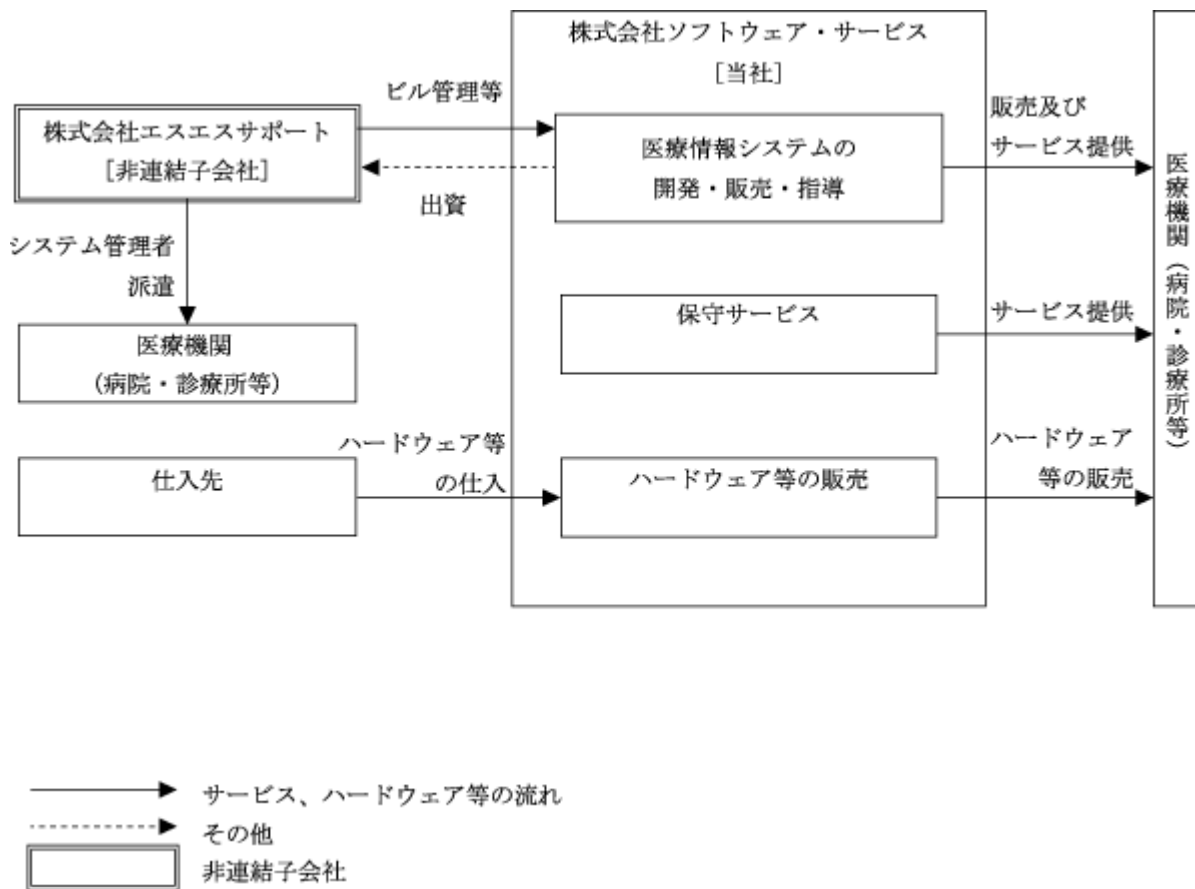 株式会社ソフトウェア・サービス
[当社]
ビル管理等
株式会社エスエスサポート
[非連結子会社]
出資
医療情報システムの
開発・販売・指導
販売及び
サービス提供
システム管理者
派遣
医療機関
(病院・診療所等)
保守サービス
サービス提供
仕入先
ハードウェア等
の仕入
ハードウェア等の販売
ハードウェア
等の販売
医療機関(病院・診療所等)
サービス、ハードウェア等の流れ
その他
非連結子会社